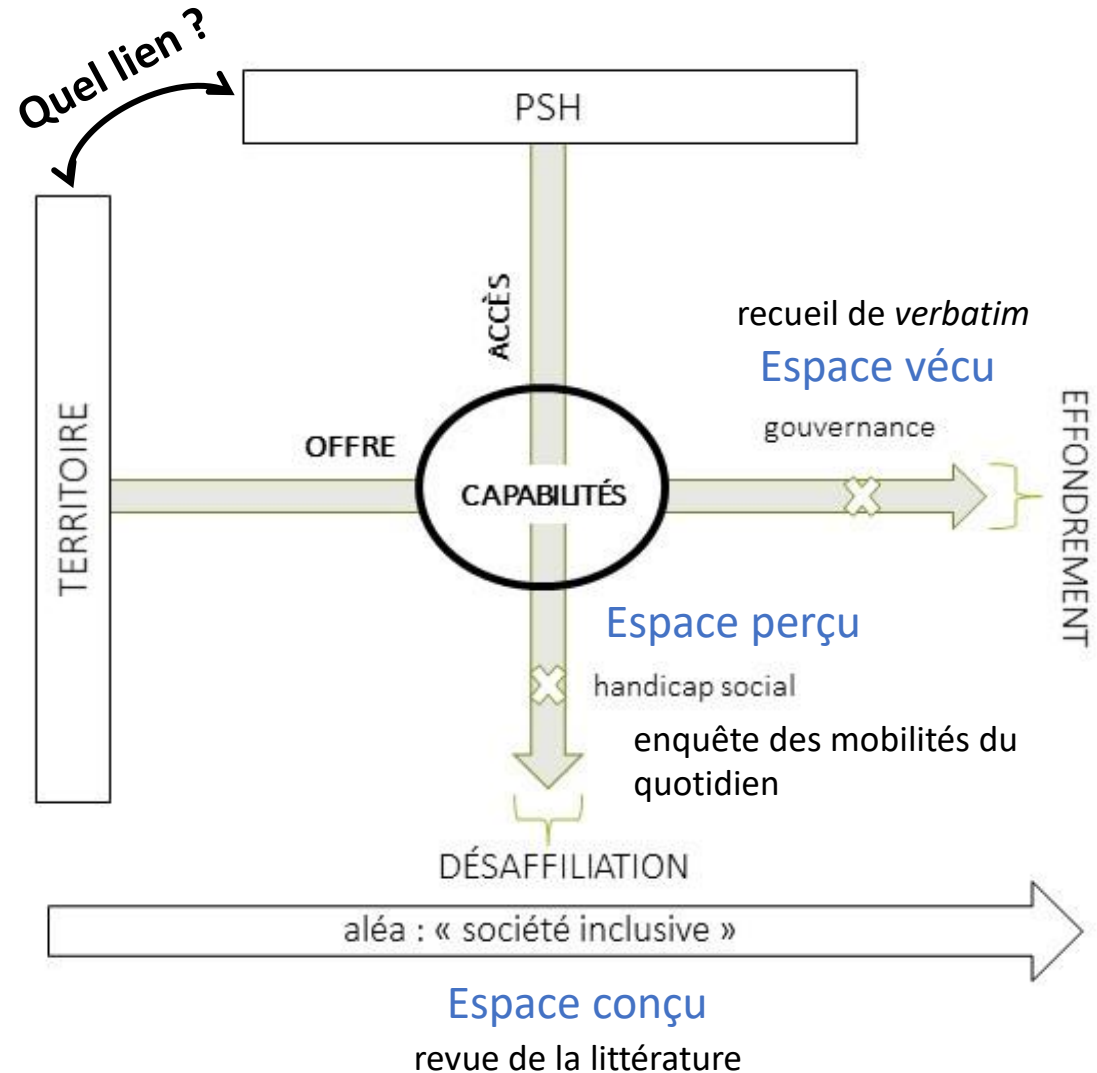 Quel lien ?
PSH
TERRITOIRE
ACCÈS
OFFRE
CAPABILITÉS
recueil de verbatim
Espace vécu
gouvernance
EFFONDREMENT
Espace perçu
handicap social
enquête des mobilités du
quotidien
DÉSAFFILIATION
aléa : « société inclusive »
Espace conçu
revue de la littérature